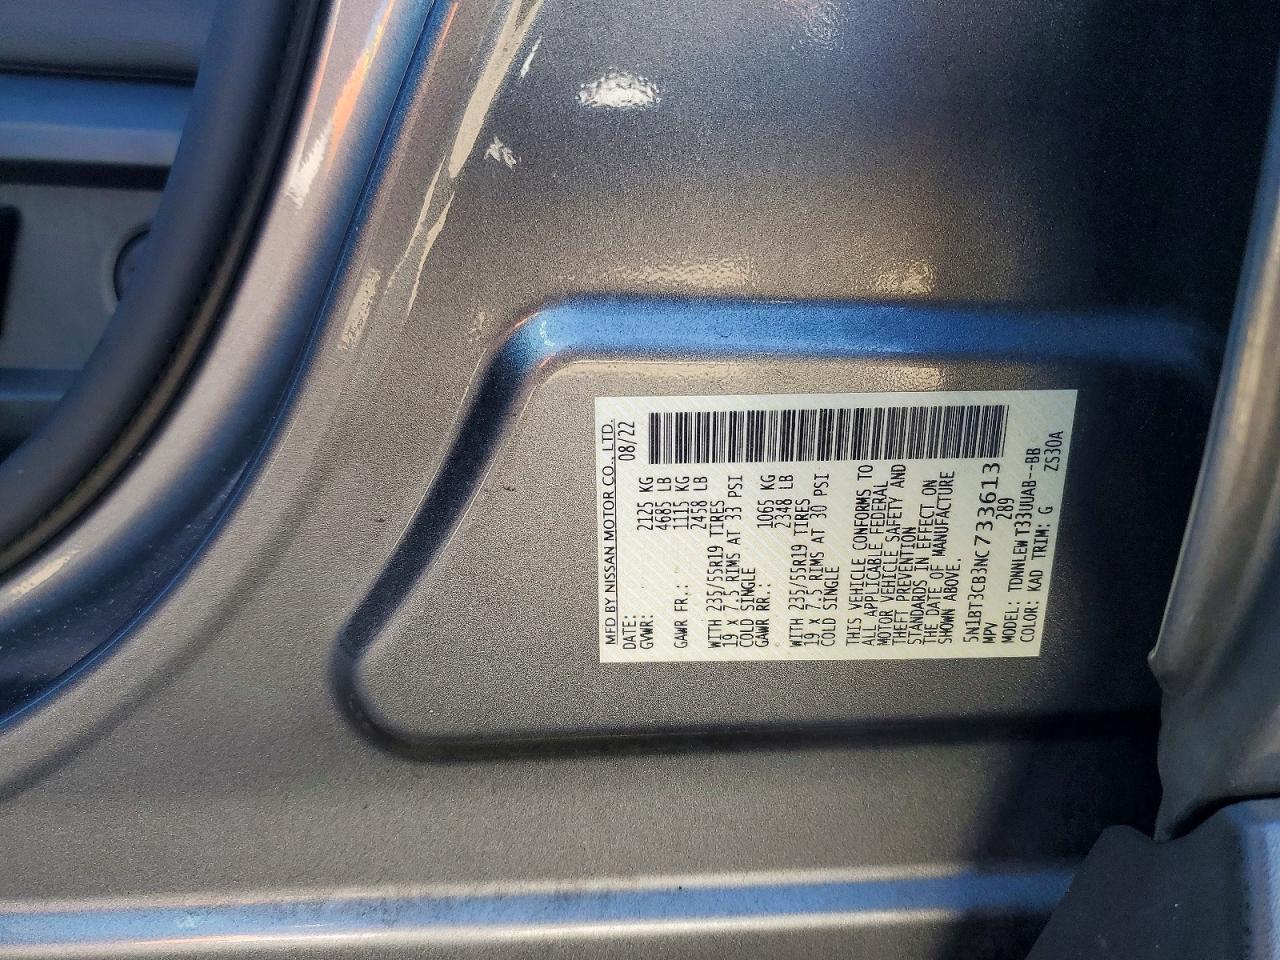 MFD BY NISSAN MOTOR CO., LTD.
DATE: 08/22
GVWR: 2125 KG
4685 LB
GAWR FR.: 1115 KG
2458 LB
WITH 235/55R19 TIRES
19 X 7.5 RIMS AT 33 PSI
COLD SINGLE
GAWR RR.: 1065 KG
2348 LB
WITH 235/55R19 TIRES
19 X 7.5 RIMS AT 30 PSI
COLD SINGLE
THIS VEHICLE CONFORMS TO
ALL APPLICABLE FEDERAL
MOTOR VEHICLE SAFETY AND
THEFT PREVENTION
STANDARDS IN EFFECT ON
THE DATE OF MANUFACTURE
SHOWN ABOVE.
5N1BT3CB3NC733613
MPV 289
MODEL: TDNNLEW T33UUAB--BB
COLOR: KAD TRIM: G ZS30A